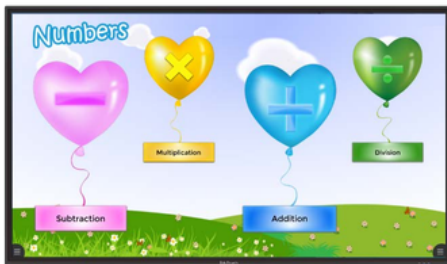 Numbers
Multiplication
Division
Subtraction
Addition